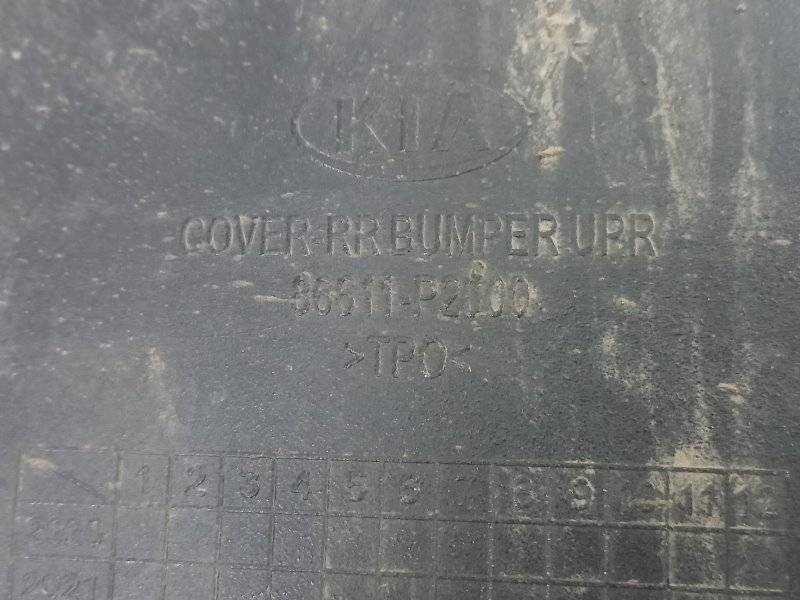 KIA
COVER-RR BUMPER UPR
86611-P2000
>TPO<
1 2 3 4 5 6 7 8 9 10 11 12
2020
2021